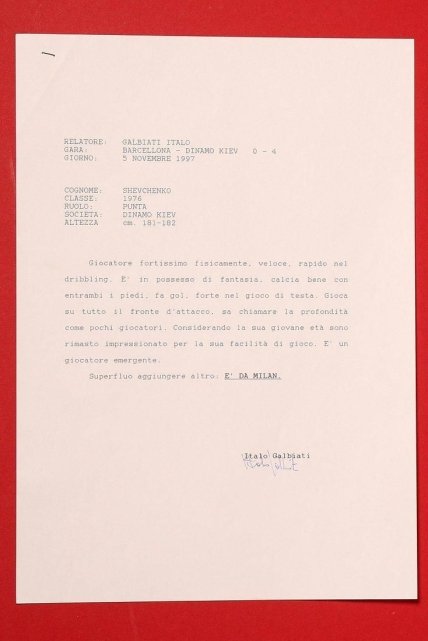 RELATORE: GALBIATI ITALO
GARA: BARCELLONA - DINAMO KIEV 0 - 4
GIORNO: 5 NOVEMBRE 1997
COGNOME: SHEVCHENKO
CLASSE: 1976
RUOLO: PUNTA
SOCIETA: DINAMO KIEV
ALTEZZA cm. 181-182
Giocatore fortissimo fisicamente, veloce, rapido nel
dribling. E' in possesso di fantasia, calcia bene con
entrambi i piedi, fa gol, forte nel gioco di testa. Gioca
su tutto il fronte d'attacco, sa chiamare la profondità
come pochi giocatori. Considerando la sua giovane età sono
rimasto impressionato per la sua facilità di gioco. E' un
giocatore emergente.
Superfluo aggiungere altro: E' DA MILAN.
Italo Galbiati